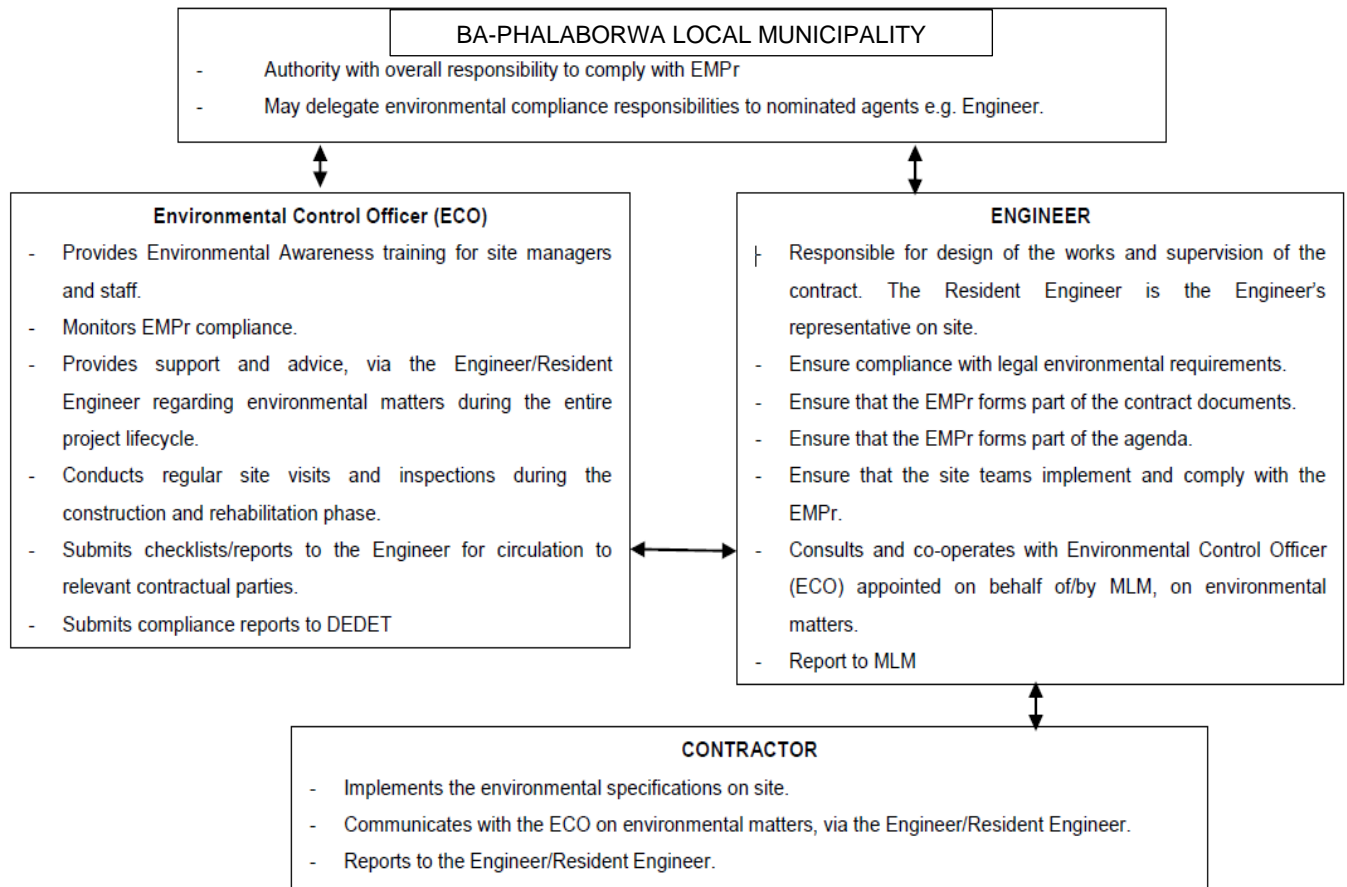 BA-PHALABORWA LOCAL MUNICIPALITY
- Authority with overall responsibility to comply with EMPr
- May delegate environmental compliance responsibilities to nominated agents e.g. Engineer.
Environmental Control Officer (ECO)
- Provides Environmental Awareness training for site managers
and staff.
- Monitors EMPr compliance.
- Provides support and advice, via the Engineer/Resident
Engineer regarding environmental matters during the entire
project lifecycle.
- Conducts regular site visits and inspections during the
construction and rehabilitation phase.
- Submits checklists/reports to the Engineer for circulation to
relevant contractual parties.
- Submits compliance reports to DEDET
ENGINEER
- Responsible for design of the works and supervision of the
contract. The Resident Engineer is the Engineer's
representative on site.
- Ensure compliance with legal environmental requirements.
- Ensure that the EMPr forms part of the contract documents.
- Ensure that the EMPr forms part of the agenda.
- Ensure that the site teams implement and comply with the
EMPr.
- Consults and co-operates with Environmental Control Officer
(ECO) appointed on behalf of/by MLM, on environmental
matters.
- Report to MLM
CONTRACTOR
- Implements the environmental specifications on site.
- Communicates with the ECO on environmental matters, via the Engineer/Resident Engineer.
- Reports to the Engineer/Resident Engineer.